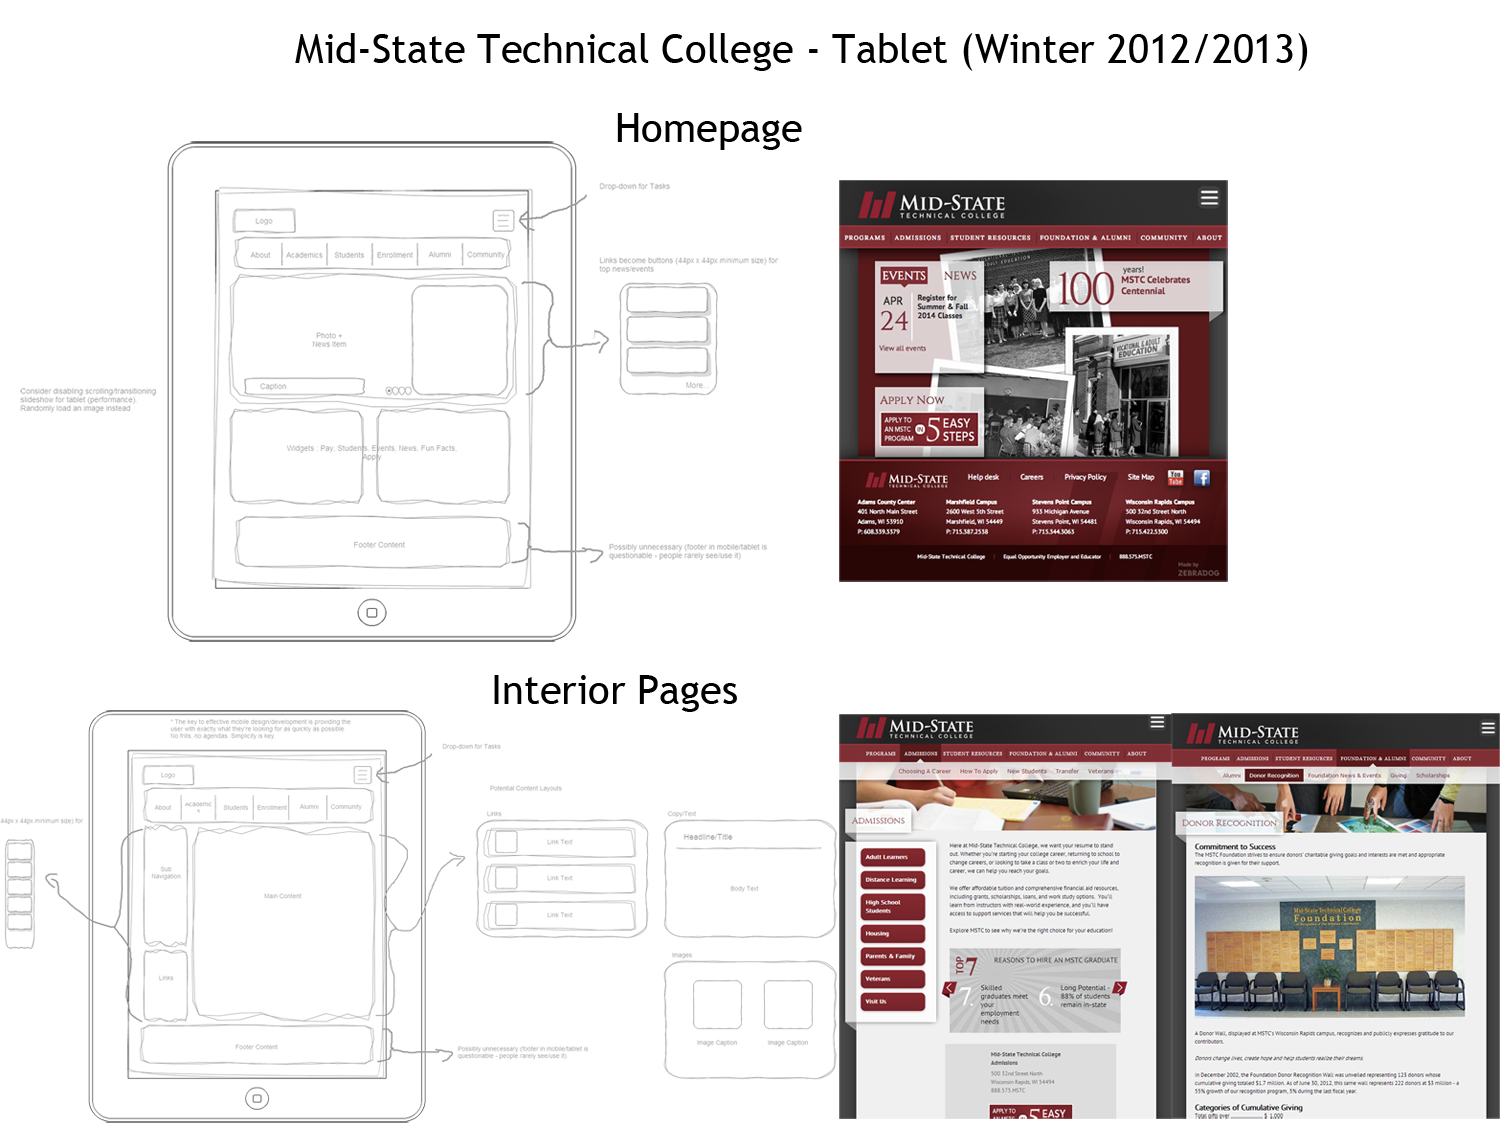 Mid-State Technical College - Tablet (Winter 2012/2013)
Homepage
Drop-down for Tasks
Logo
About Academics Students Enrollment Alumni Community
Links become buttons (44px x 44px minimum size) for
top news/events
Photo +
News Item
Caption
More...
Consider disabling scrolling/transitioning
slideshow for tablet (performance).
Randomly load an image instead
Widgets : Pay, Students, Events, News, Fun Facts,
Apply
Footer Content
Possibly unnecessary (footer in mobile/tablet is
questionable - people rarely see/use it)
MID-STATE
TECHNICAL COLLEGE
PROGRAMS ADMISSIONS STUDENT RESOURCES FOUNDATION & ALUMNI COMMUNITY ABOUT
ADULT EDUCATION
EVENTS NEWS
APR
24
Register for
Summer & Fall
2014 Classes
View all events
100
years!
MSTC Celebrates
Centennial
VOCATIONAL & ADULT
EDUCATION
APPLY NOW
APPLY TO
AN MSTC
PROGRAM
IN 5 EASY
STEPS
MID-STATE
TECHNICAL COLLEGE
Help desk Careers Privacy Policy Site Map You Tube f
Adams County Center
401 North Main Street
Adams, WI 53910
P: 608.339.3379
Marshfield Campus
2600 West 5th Street
Marshfield, WI 54449
P: 715.387.2538
Stevens Point Campus
933 Michigan Avenue
Stevens Point, WI 54481
P: 715.344.3063
Wisconsin Rapids Campus
500 32nd Street North
Wisconsin Rapids, WI 54494
P: 715.422.5300
Mid-State Technical College | Equal Opportunity Employer and Educator | 888.575.MSTC
Made by
ZEBRADOG
Interior Pages
* The key to effective mobile design/development is providing the
user with exactly what they're looking for as quickly as possible.
No frills, no agendas. Simplicity is key.
Drop-down for Tasks
Logo
About Academic
s
Students Enrollment Alumni Community
44px x 44px minimum size) for
Sub
Navigation
Main Content
Links
Footer Content
Possibly unnecessary (footer in mobile/tablet is
questionable - people rarely see/use it)
Potential Content Layouts
Links
Link Text
Link Text
Link Text
Copy/Text
Headline/Title
Body Text
Images
Image Caption Image Caption
MID-STATE
TECHNICAL COLLEGE
PROGRAMS ADMISSIONS STUDENT RESOURCES FOUNDATION & ALUMNI COMMUNITY ABOUT
Choosing A Career How To Apply New Students Transfer Veterans
ADMISSIONS
Adult Learners
Distance Learning
High School
Students
Housing
Parents & Family
Veterans
Visit Us
Here at Mid-State Technical College, we want your resume to stand
out. Whether you're starting your college career, returning to school to
change careers, or looking to take a class or two to enrich your life and
career, we can help you reach your goals.
We offer affordable tuition and comprehensive financial aid resources,
including grants, scholarships, loans, and work study options. You'll
learn from instructors with real-world experience, and you'll have
access to support services that will help you be successful.
Explore MSTC to see why we're the right choice for your education!
TOP 7 REASONS TO HIRE AN MSTC GRADUATE
7. Skilled
graduates meet
your
employment
needs
6. Long Potential -
88% of students
remain in-state
Mid-State Technical College
Admissions
500 32nd Street North
Wisconsin Rapids, WI 54494
888.575.MSTC
APPLY TO
5 EASY
MID-STATE
TECHNICAL COLLEGE
PROGRAMS ADMISSIONS STUDENT RESOURCES FOUNDATION & ALUMNI COMMUNITY ABOUT
Alumni Donor Recognition Foundation News & Events Giving Scholarships
DONOR RECOGNITION
Commitment to Success
The MSTC Foundation strives to ensure donors' charitable giving goals and interests are met and appropriate
recognition is given for their support.
Mid-State Technical College
Foundation
A Donor Wall, displayed at MSTC's Wisconsin Rapids campus, recognizes and publicly expresses gratitude to our
contributors.
Donors change lives, create hope and help students realize their dreams.
In December 2002, the Foundation Donor Recognition Wall was unveiled representing 123 donors whose
cumulative giving totaled $1.7 million. As of June 30, 2012, this same wall represents 222 donors at $3 million - a
55% growth of our recognition program, 5% during the last fiscal year.
Categories of Cumulative Giving
Total gifts over $ 1,000